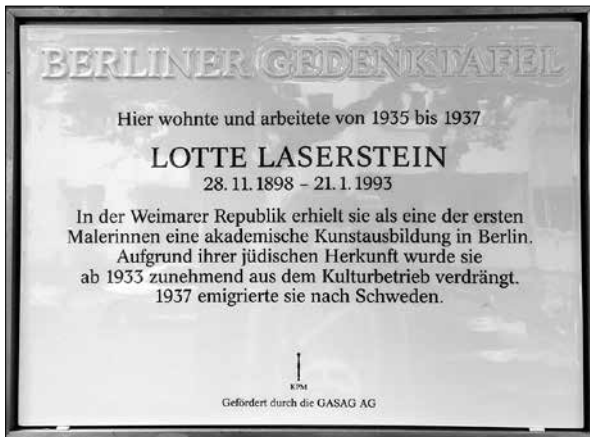 BERLINER GEDENKTAFEL
Hier wohnte und arbeitete von 1935 bis 1937
LOTTE LASERSTEIN
28. 11. 1898 – 21. 1. 1993
In der Weimarer Republik erhielt sie als eine der ersten
Malerinnen eine akademische Kunstausbildung in Berlin.
Aufgrund ihrer jüdischen Herkunft wurde sie
ab 1933 zunehmend aus dem Kulturbetrieb verdrängt.
1937 emigrierte sie nach Schweden.
KPM
Gefördert durch die GASAG AG